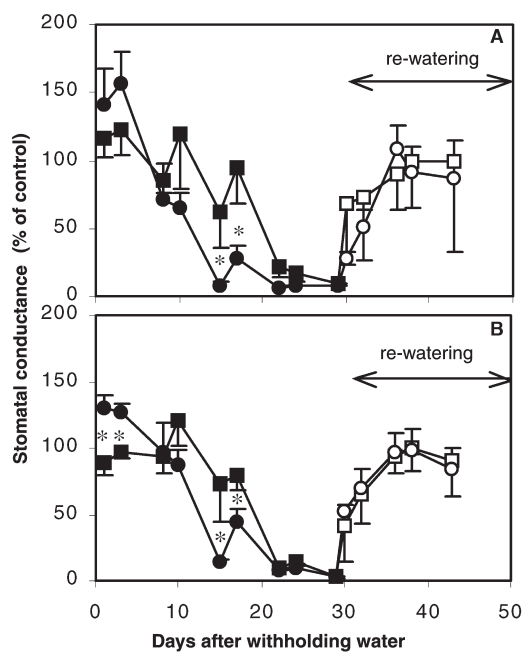 200
A
re-watering
150
100
50
*
*
0
Stomatal conductance (% of control)
200
B
re-watering
150
100
* *
50
*
*
0
0 10 20 30 40 50
Days after withholding water